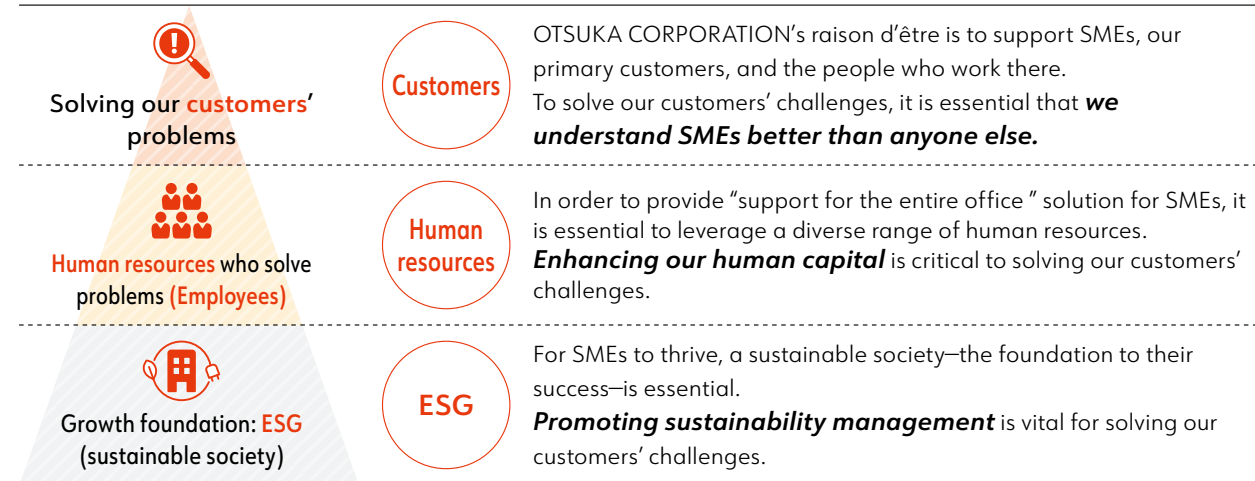 Solving our customers'
problems
Customers
OTSUKA CORPORATION's raison d'être is to support SMEs, our
primary customers, and the people who work there.
To solve our customers' challenges, it is essential that we
understand SMEs better than anyone else.
Human resources who solve
problems (Employees)
Human
resources
In order to provide “support for the entire office ” solution for SMEs, it
is essential to leverage a diverse range of human resources.
Enhancing our human capital is critical to solving our customers'
challenges.
Growth foundation: ESG
(sustainable society)
ESG
For SMEs to thrive, a sustainable society—the foundation to their
success—is essential.
Promoting sustainability management is vital for solving our
customers' challenges.